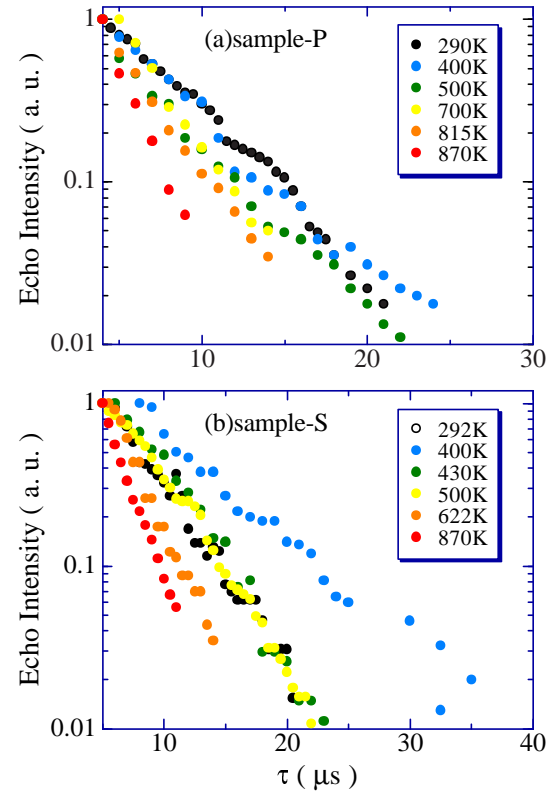 1
0.1
0.01
Echo Intensity ( a. u. )
(a)sample-P
290K
400K
500K
700K
815K
870K
10
20
30
1
0.1
0.01
Echo Intensity ( a. u. )
(b)sample-S
292K
400K
430K
500K
622K
870K
10
20
30
40
τ ( μs )